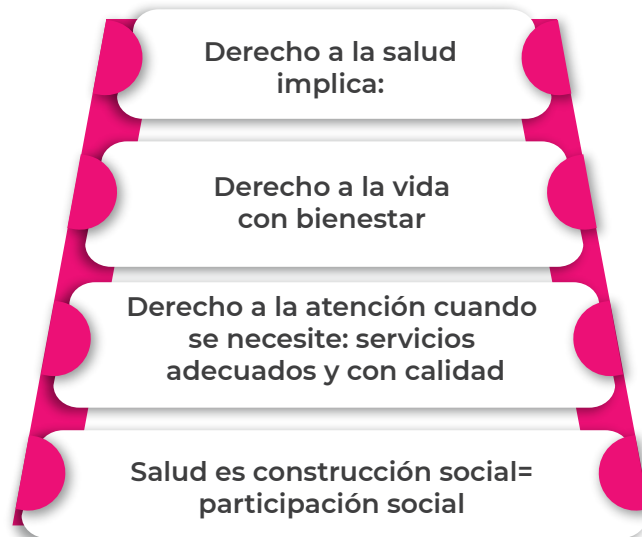 Derecho a la salud
implica:
Derecho a la vida
con bienestar
Derecho a la atención cuando
se necesite: servicios
adecuados y con calidad
Salud es construcción social=
participación social